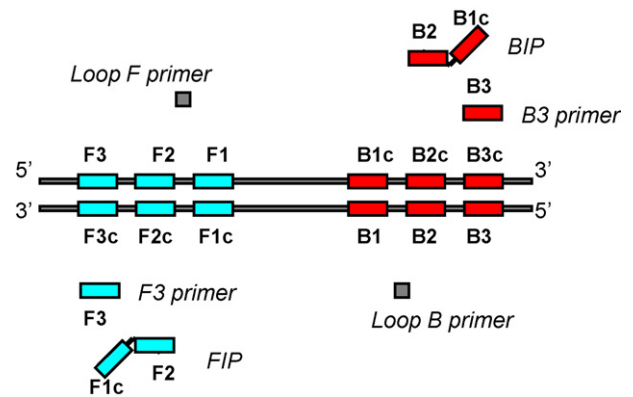 B2 B1c
BIP
Loop F primer
B3
B3 primer
F3 F2 F1 B1c B2c B3c
5’ 3’
3’ 5’
F3c F2c F1c B1 B2 B3
F3 primer
F3
Loop B primer
FIP
F1c F2